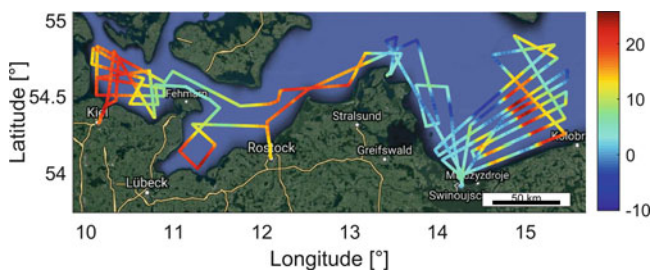 55
54.5
54
Latitude [°]
Kiel
Fehmarn
Lübeck
Rostock
Stralsund
Greifswald
Międzyzdroje
Kołobr
50 km
10
11
12
13
14
15
Longitude [°]
20
10
0
-10